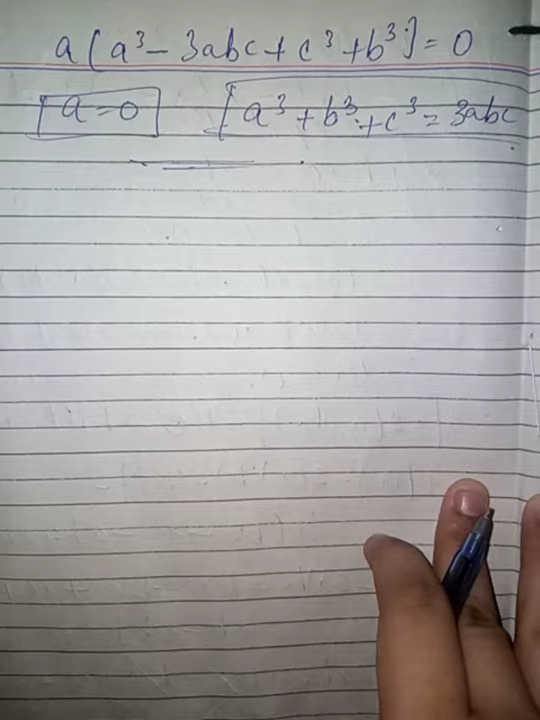 a[a³ - 3abc + c³ + b³] = 0
a = 0 a³ + b³ + c³ = 3abc